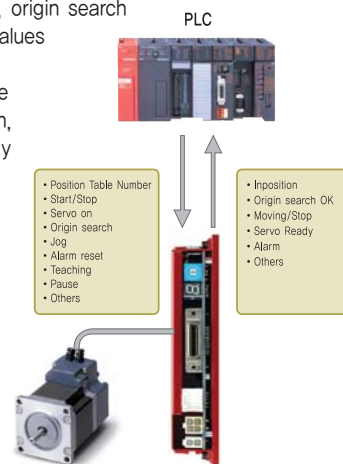 , origin search
alues
e
n,
y
PLC
• Position Table Number
• Start/Stop
• Servo on
• Origin search
• Jog
• Alarm reset
• Teaching
• Pause
• Others
• Inposition
• Origin search OK
• Moving/Stop
• Servo Ready
• Alarm
• Others